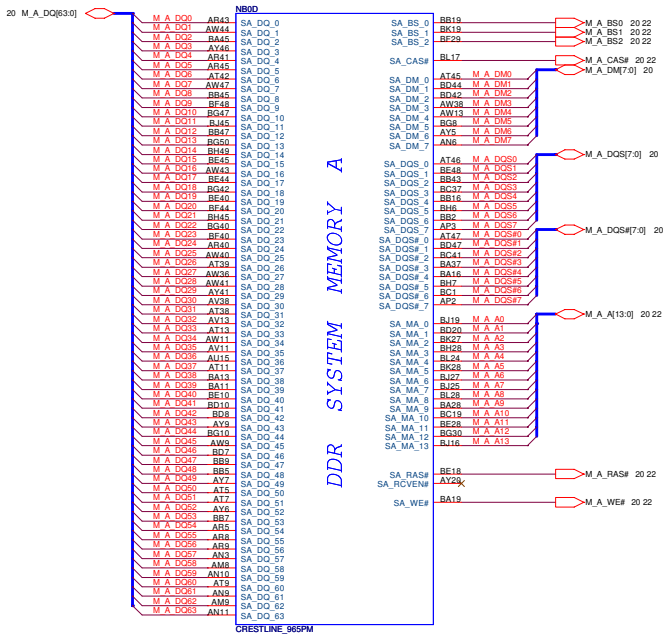 20 M_A_DQ[63:0]
NB0D
M_A_DQ0 AR43 SA_DQ_0
M_A_DQ1 AW44 SA_DQ_1
M_A_DQ2 BA45 SA_DQ_2
M_A_DQ3 AY46 SA_DQ_3
M_A_DQ4 AR41 SA_DQ_4
M_A_DQ5 AR45 SA_DQ_5
M_A_DQ6 AT42 SA_DQ_6
M_A_DQ7 AW47 SA_DQ_7
M_A_DQ8 BB45 SA_DQ_8
M_A_DQ9 BF48 SA_DQ_9
M_A_DQ10 BG47 SA_DQ_10
M_A_DQ11 BJ45 SA_DQ_11
M_A_DQ12 BB47 SA_DQ_12
M_A_DQ13 BG50 SA_DQ_13
M_A_DQ14 BH49 SA_DQ_14
M_A_DQ15 BE45 SA_DQ_15
M_A_DQ16 AW43 SA_DQ_16
M_A_DQ17 BE44 SA_DQ_17
M_A_DQ18 BG42 SA_DQ_18
M_A_DQ19 BE40 SA_DQ_19
M_A_DQ20 BF44 SA_DQ_20
M_A_DQ21 BH45 SA_DQ_21
M_A_DQ22 BG40 SA_DQ_22
M_A_DQ23 BF40 SA_DQ_23
M_A_DQ24 AR40 SA_DQ_24
M_A_DQ25 AW40 SA_DQ_25
M_A_DQ26 AT39 SA_DQ_26
M_A_DQ27 AW36 SA_DQ_27
M_A_DQ28 AW41 SA_DQ_28
M_A_DQ29 AY41 SA_DQ_29
M_A_DQ30 AV38 SA_DQ_30
M_A_DQ31 AT38 SA_DQ_31
M_A_DQ32 AV13 SA_DQ_32
M_A_DQ33 AT13 SA_DQ_33
M_A_DQ34 AW11 SA_DQ_34
M_A_DQ35 AV11 SA_DQ_35
M_A_DQ36 AU15 SA_DQ_36
M_A_DQ37 AT11 SA_DQ_37
M_A_DQ38 BA13 SA_DQ_38
M_A_DQ39 BA11 SA_DQ_39
M_A_DQ40 BE10 SA_DQ_40
M_A_DQ41 BD10 SA_DQ_41
M_A_DQ42 BD8 SA_DQ_42
M_A_DQ43 AY9 SA_DQ_43
M_A_DQ44 BG10 SA_DQ_44
M_A_DQ45 AW9 SA_DQ_45
M_A_DQ46 BD7 SA_DQ_46
M_A_DQ47 BB9 SA_DQ_47
M_A_DQ48 BB5 SA_DQ_48
M_A_DQ49 AY7 SA_DQ_49
M_A_DQ50 AT5 SA_DQ_50
M_A_DQ51 AT7 SA_DQ_51
M_A_DQ52 AY6 SA_DQ_52
M_A_DQ53 BB7 SA_DQ_53
M_A_DQ54 AR5 SA_DQ_54
M_A_DQ55 AR8 SA_DQ_55
M_A_DQ56 AR9 SA_DQ_56
M_A_DQ57 AN3 SA_DQ_57
M_A_DQ58 AM8 SA_DQ_58
M_A_DQ59 AN10 SA_DQ_59
M_A_DQ60 AT9 SA_DQ_60
M_A_DQ61 AN9 SA_DQ_61
M_A_DQ62 AM9 SA_DQ_62
M_A_DQ63 AN11 SA_DQ_63
DDR SYSTEM MEMORY A
SA_BS_0 BB19 M_A_BS0 20 22
SA_BS_1 BK19 M_A_BS1 20 22
SA_BS_2 BF29 M_A_BS2 20 22
SA_CAS# BL17 M_A_CAS# 20 22
M_A_DM[7:0] 20
SA_DM_0 AT45 M_A_DM0
SA_DM_1 BD44 M_A_DM1
SA_DM_2 BD42 M_A_DM2
SA_DM_3 AW38 M_A_DM3
SA_DM_4 AW13 M_A_DM4
SA_DM_5 BG8 M_A_DM5
SA_DM_6 AY5 M_A_DM6
SA_DM_7 AN6 M_A_DM7
M_A_DQS[7:0] 20
SA_DQS_0 AT46 M_A_DQS0
SA_DQS_1 BE48 M_A_DQS1
SA_DQS_2 BB43 M_A_DQS2
SA_DQS_3 BC37 M_A_DQS3
SA_DQS_4 BB16 M_A_DQS4
SA_DQS_5 BH6 M_A_DQS5
SA_DQS_6 BB2 M_A_DQS6
SA_DQS_7 AP3 M_A_DQS7
M_A_DQS#[7:0] 20
SA_DQS#_0 AT47 M_A_DQS#0
SA_DQS#_1 BD47 M_A_DQS#1
SA_DQS#_2 BC41 M_A_DQS#2
SA_DQS#_3 BA37 M_A_DQS#3
SA_DQS#_4 BA16 M_A_DQS#4
SA_DQS#_5 BH7 M_A_DQS#5
SA_DQS#_6 BC1 M_A_DQS#6
SA_DQS#_7 AP2 M_A_DQS#7
M_A_A[13:0] 20 22
SA_MA_0 BJ19 M_A_A0
SA_MA_1 BD20 M_A_A1
SA_MA_2 BK27 M_A_A2
SA_MA_3 BH28 M_A_A3
SA_MA_4 BL24 M_A_A4
SA_MA_5 BK28 M_A_A5
SA_MA_6 BJ27 M_A_A6
SA_MA_7 BJ25 M_A_A7
SA_MA_8 BL28 M_A_A8
SA_MA_9 BA28 M_A_A9
SA_MA_10 BC19 M_A_A10
SA_MA_11 BE28 M_A_A11
SA_MA_12 BG30 M_A_A12
SA_MA_13 BJ16 M_A_A13
SA_RAS# BE18 M_A_RAS# 20 22
SA_RCVEN# AY20
SA_WE# BA19 M_A_WE# 20 22
CRESTLINE_965PM